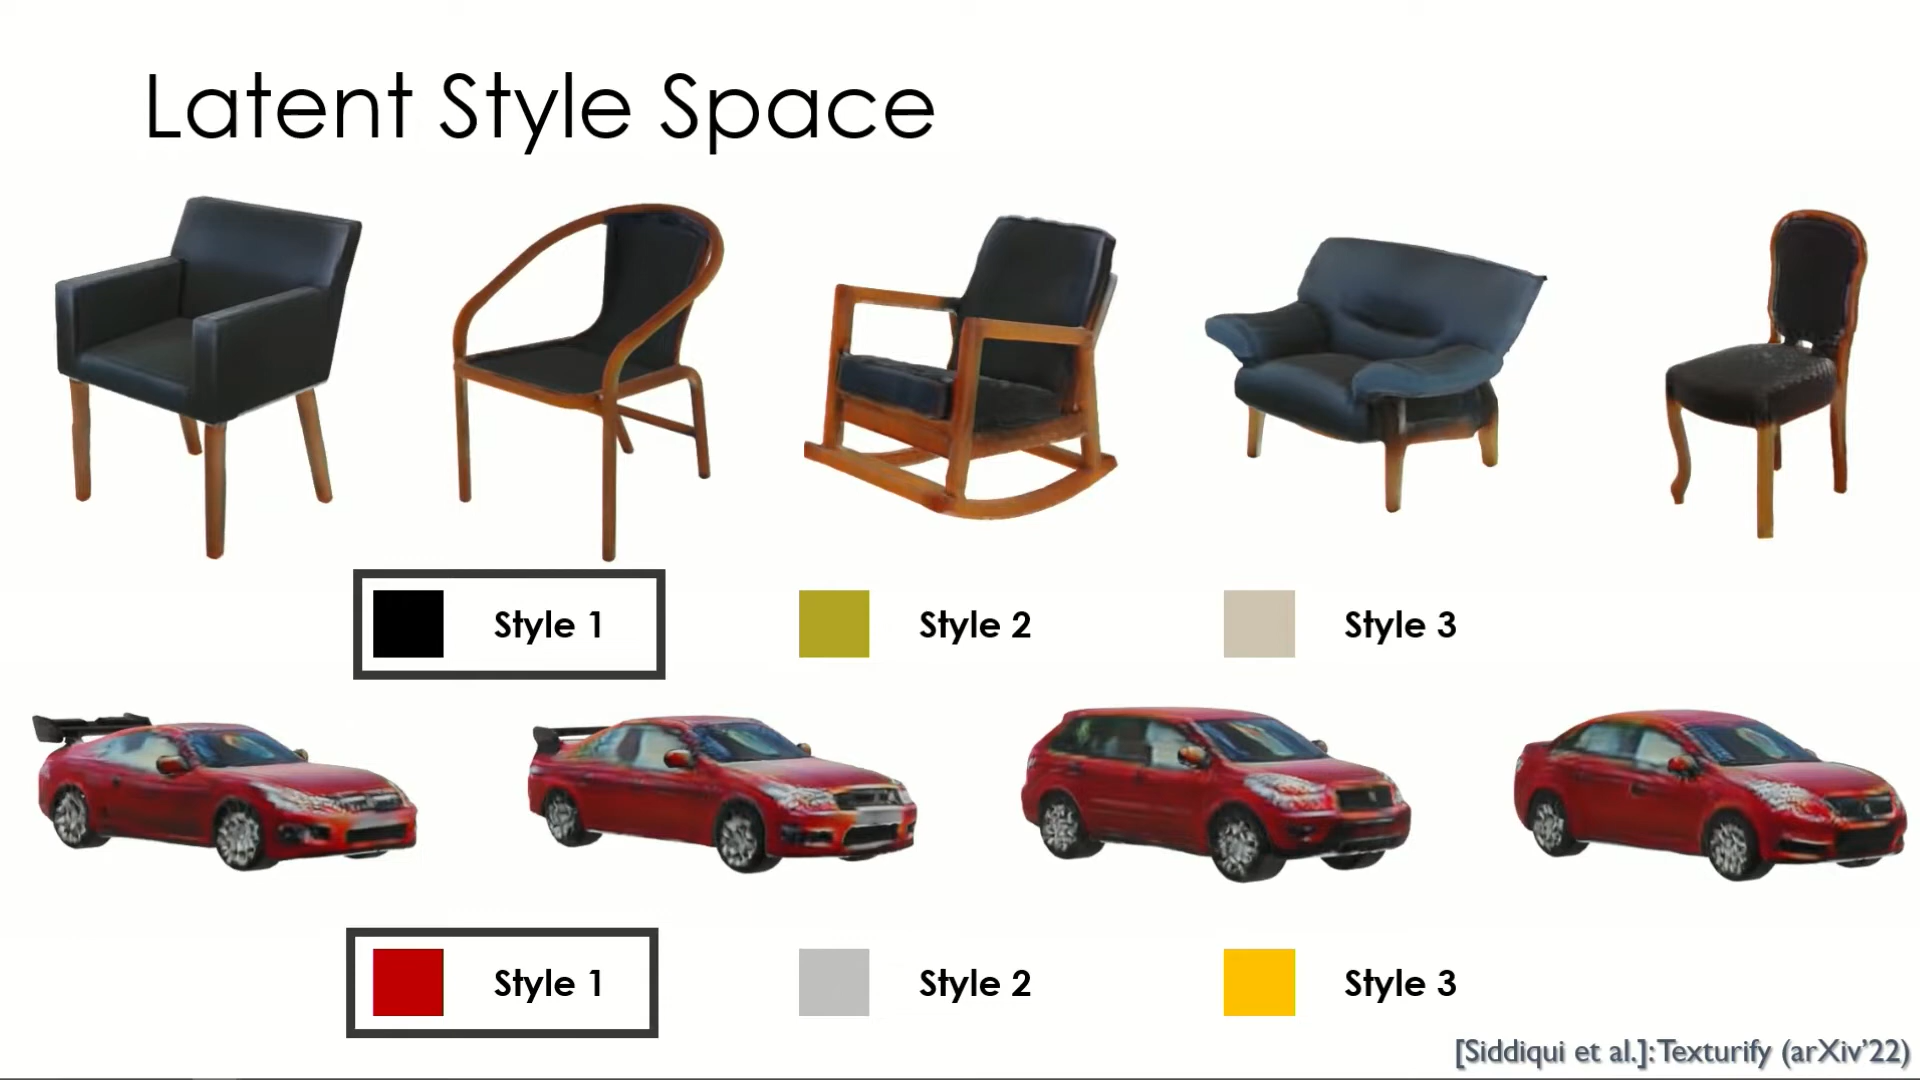 Latent Style Space
Style 1
Style 2
Style 3
Style 1
Style 2
Style 3
[Siddiqui et al.]: Texturify (arXiv'22)